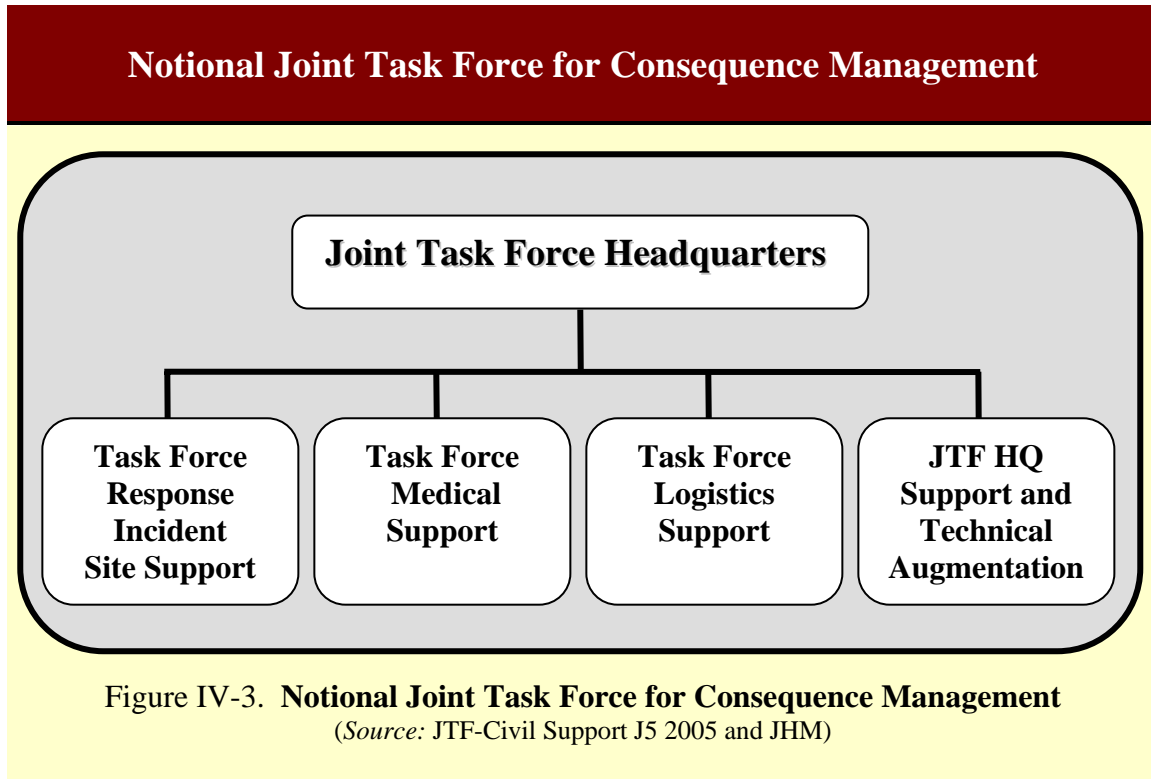 Notional Joint Task Force for Consequence Management
Joint Task Force Headquarters
Task Force
Response
Incident
Site Support
Task Force
Medical
Support
Task Force
Logistics
Support
JTF HQ
Support and
Technical
Augmentation
Figure IV-3. Notional Joint Task Force for Consequence Management
(Source: JTF-Civil Support J5 2005 and JHM)